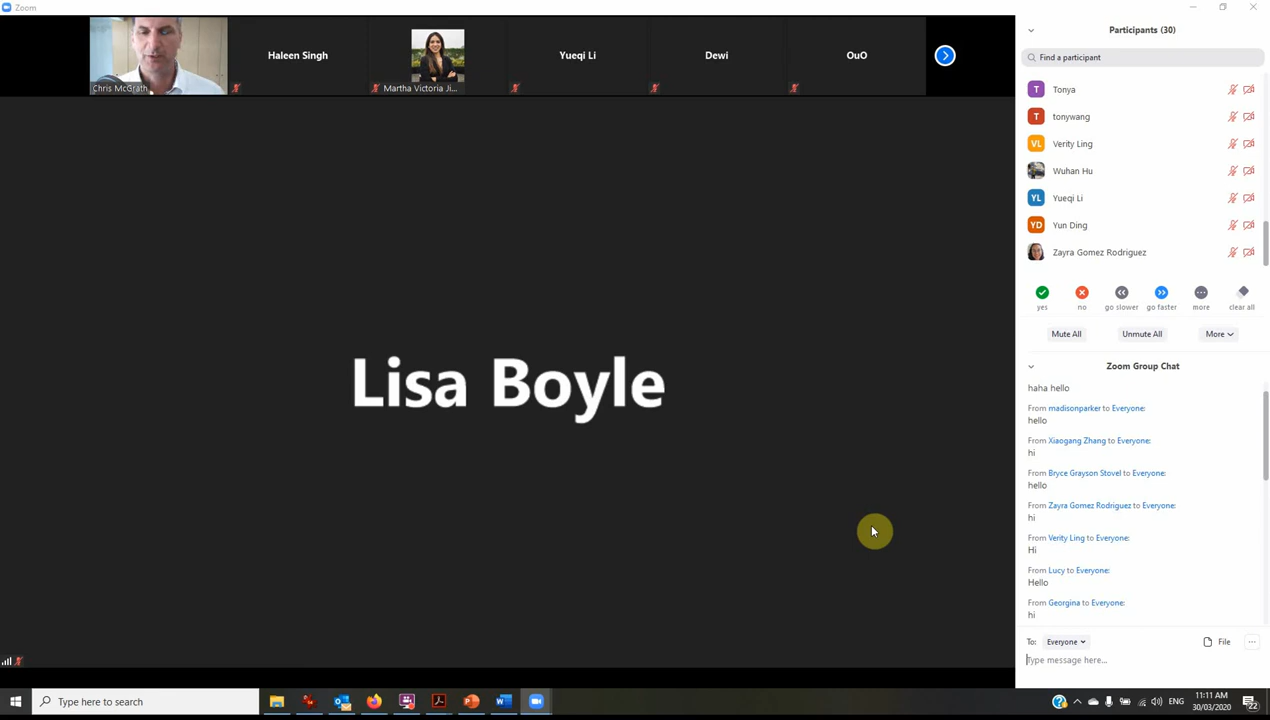 Zoom
Chris McGrath
Haleen Singh
Martha Victoria Ji...
Yueqi Li
Dewi
OuO
Lisa Boyle
Participants (30)
Find a participant
T Tonya
T tonywang
VL Verity Ling
Wuhan Hu
YL Yueqi Li
YD Yun Ding
Zayra Gomez Rodriguez
yes no go slower go faster more clear all
Mute All Unmute All More
Zoom Group Chat
haha hello
From madisonparker to Everyone:
hello
From Xiaogang Zhang to Everyone:
hi
From Bryce Grayson Stovel to Everyone:
hello
From Zayra Gomez Rodriguez to Everyone:
hi
From Verity Ling to Everyone:
Hi
From Lucy to Everyone:
Hello
From Georgina to Everyone:
hi
To: Everyone File ...
Type message here...
Type here to search
ENG
11:11 AM
30/03/2020
22